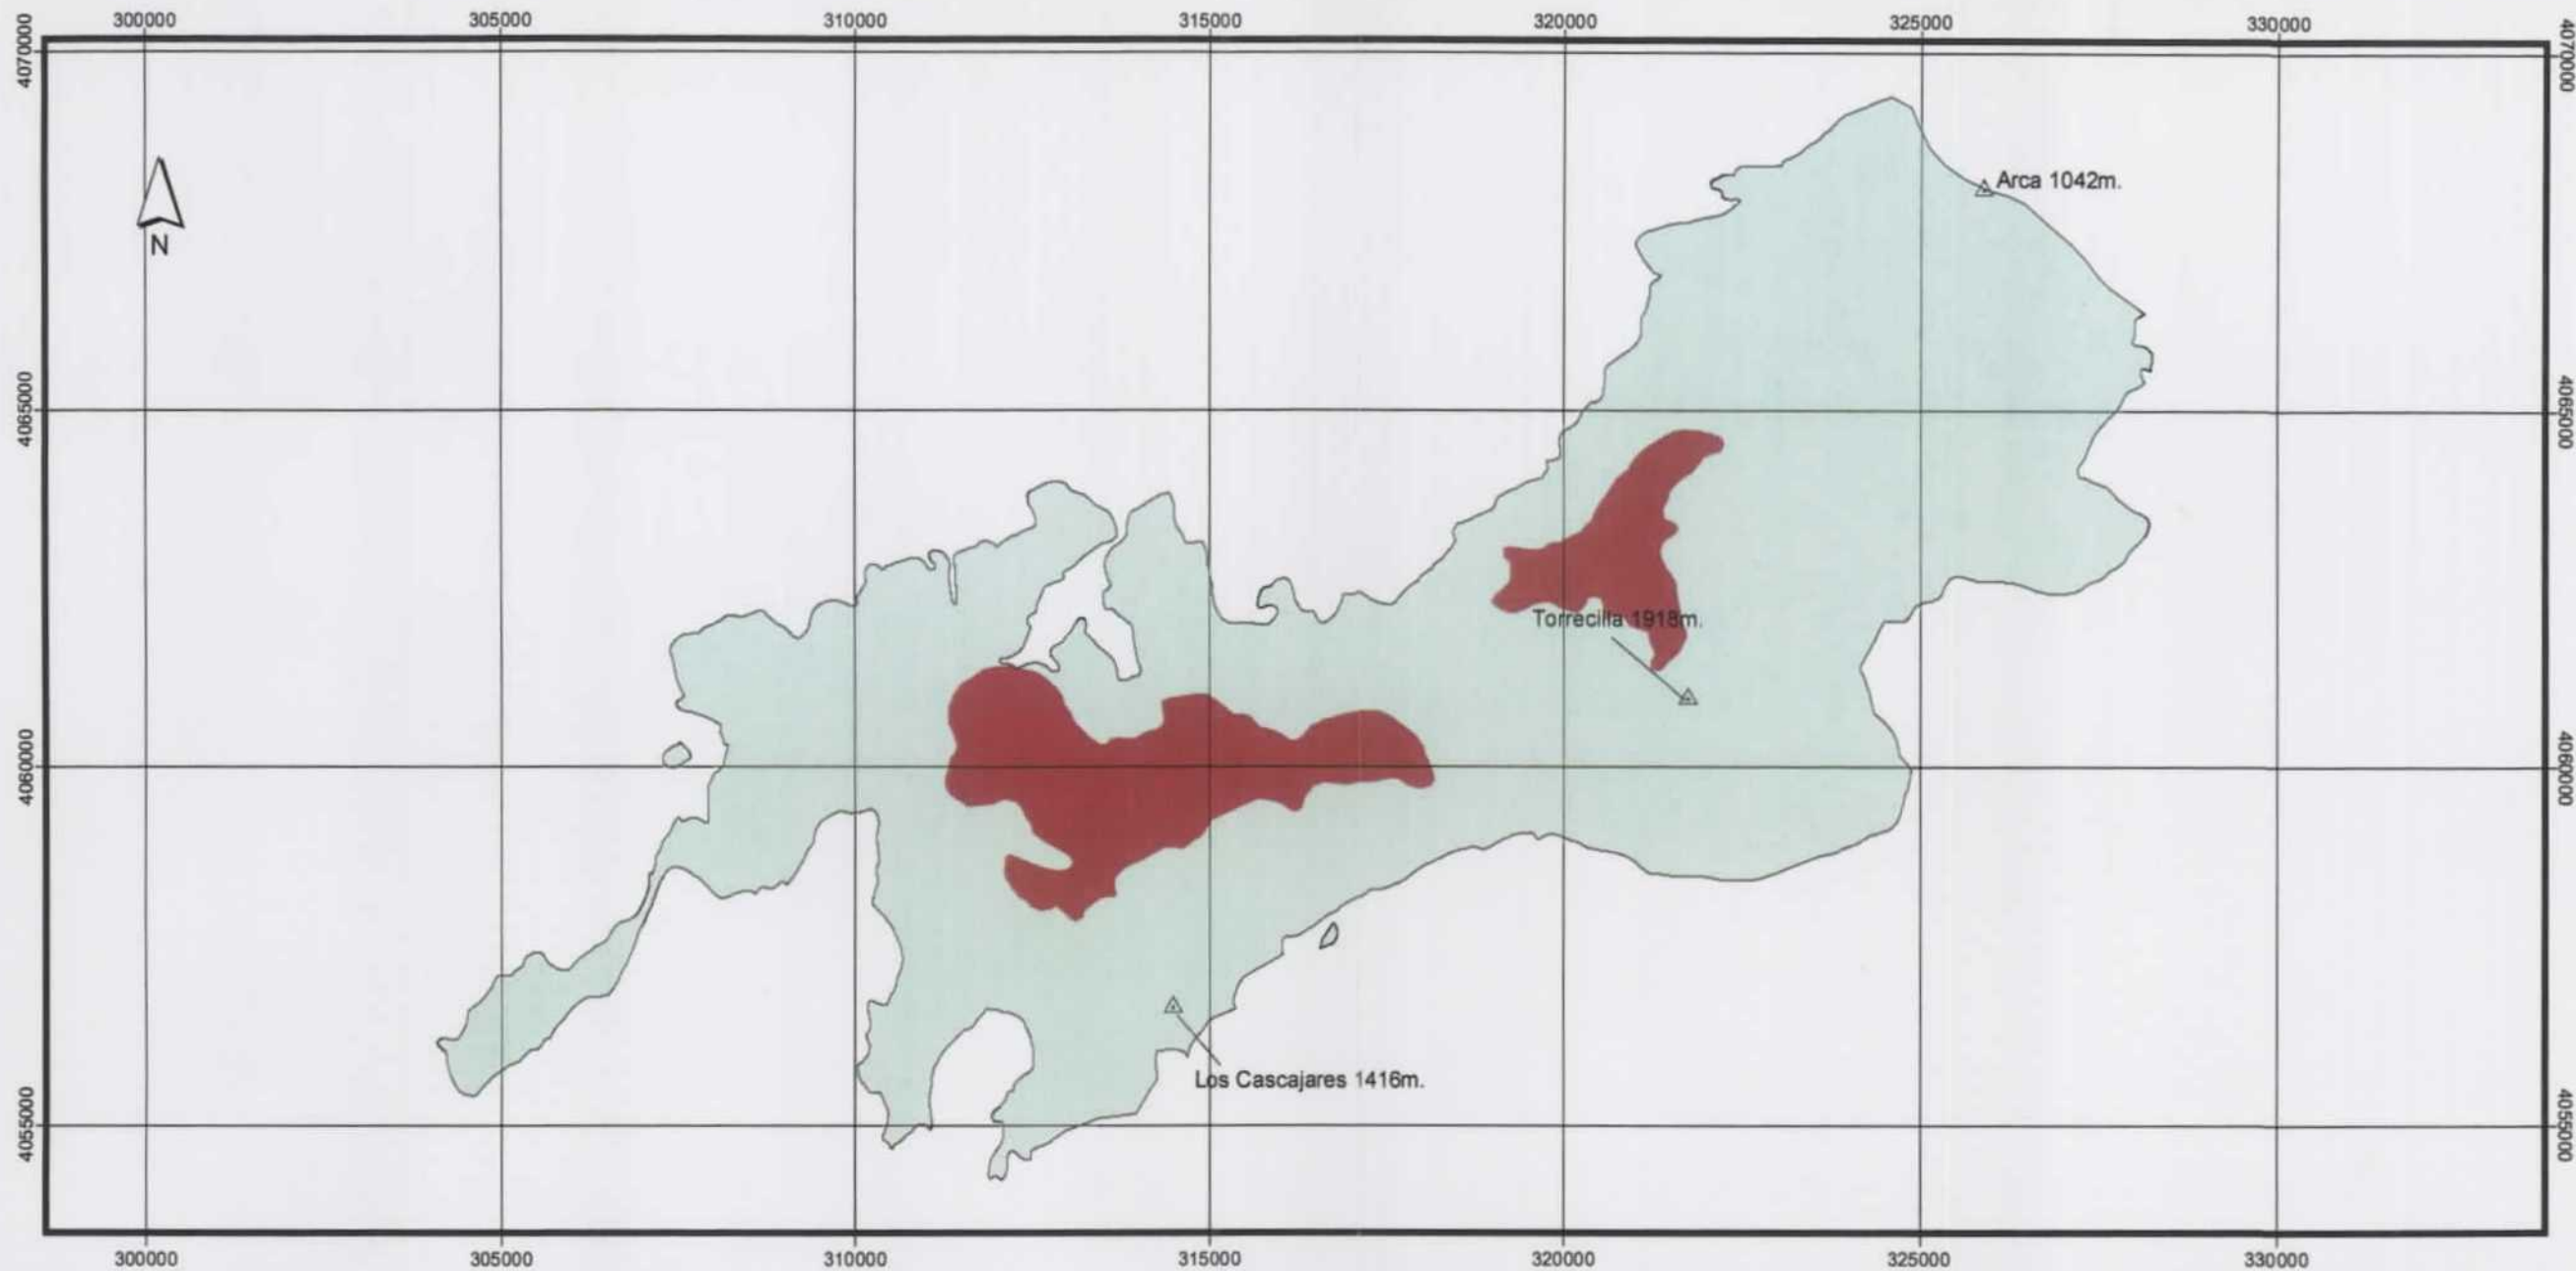 300000 305000 310000 315000 320000 325000 330000
4070000 4070000
Arca 1042m.
N
4065000 4065000
Torrecilla 1918m.
4060000 4060000
Los Cascajares 1416m.
4055000 4055000
300000 305000 310000 315000 320000 325000 330000